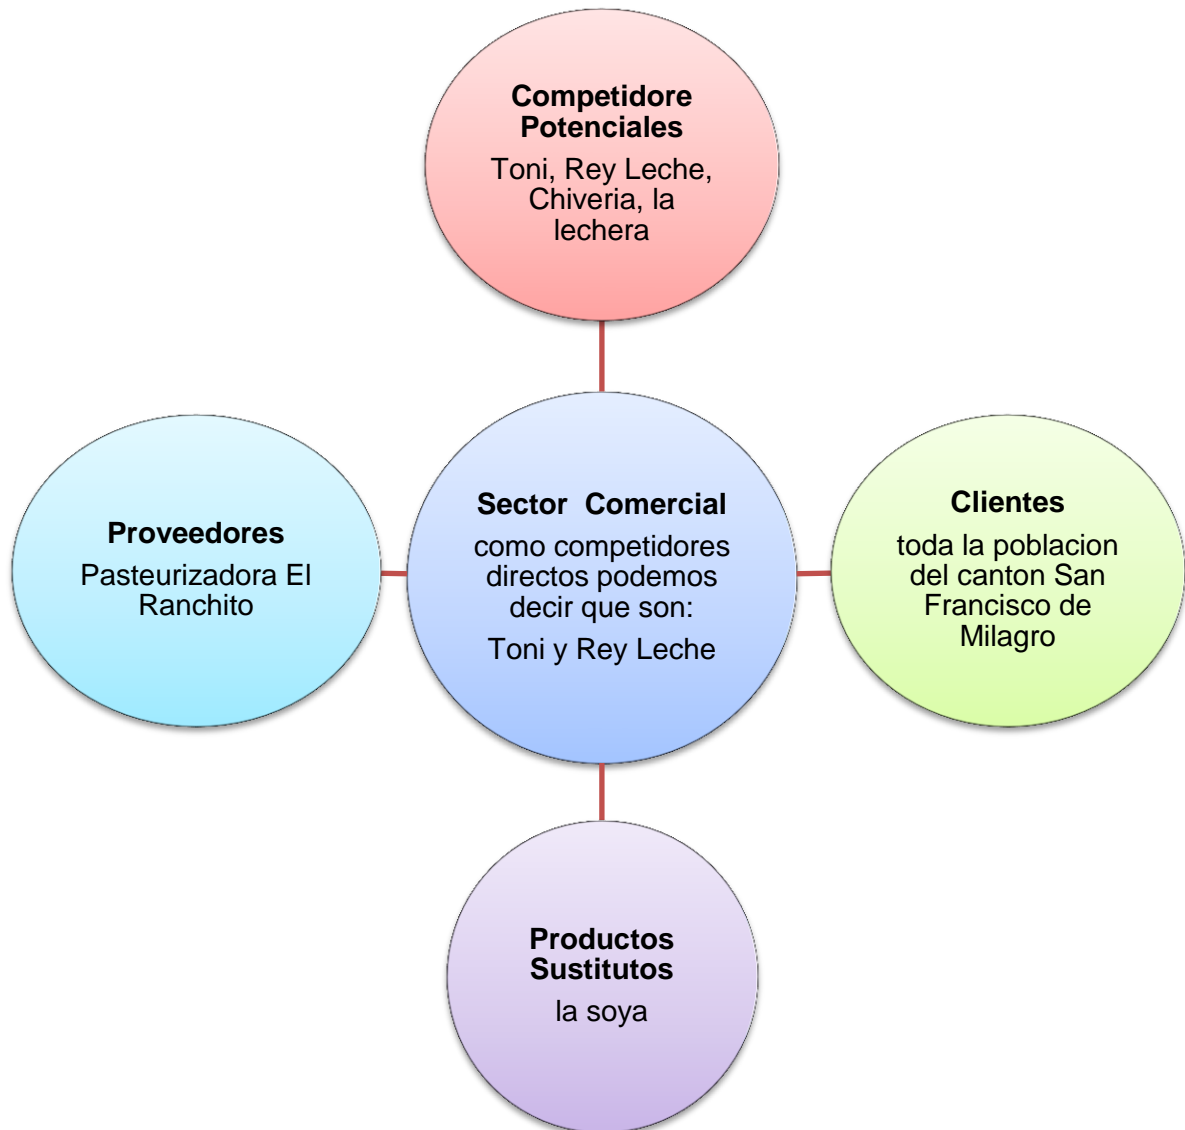 Competidore
Potenciales
Toni, Rey Leche,
Chiveria, la
lechera
Proveedores
Pasteurizadora El
Ranchito
Sector  Comercial
como competidores
directos podemos
decir que son:
Toni y Rey Leche
Clientes
toda la poblacion
del canton San
Francisco de
Milagro
Productos
Sustitutos
la soya